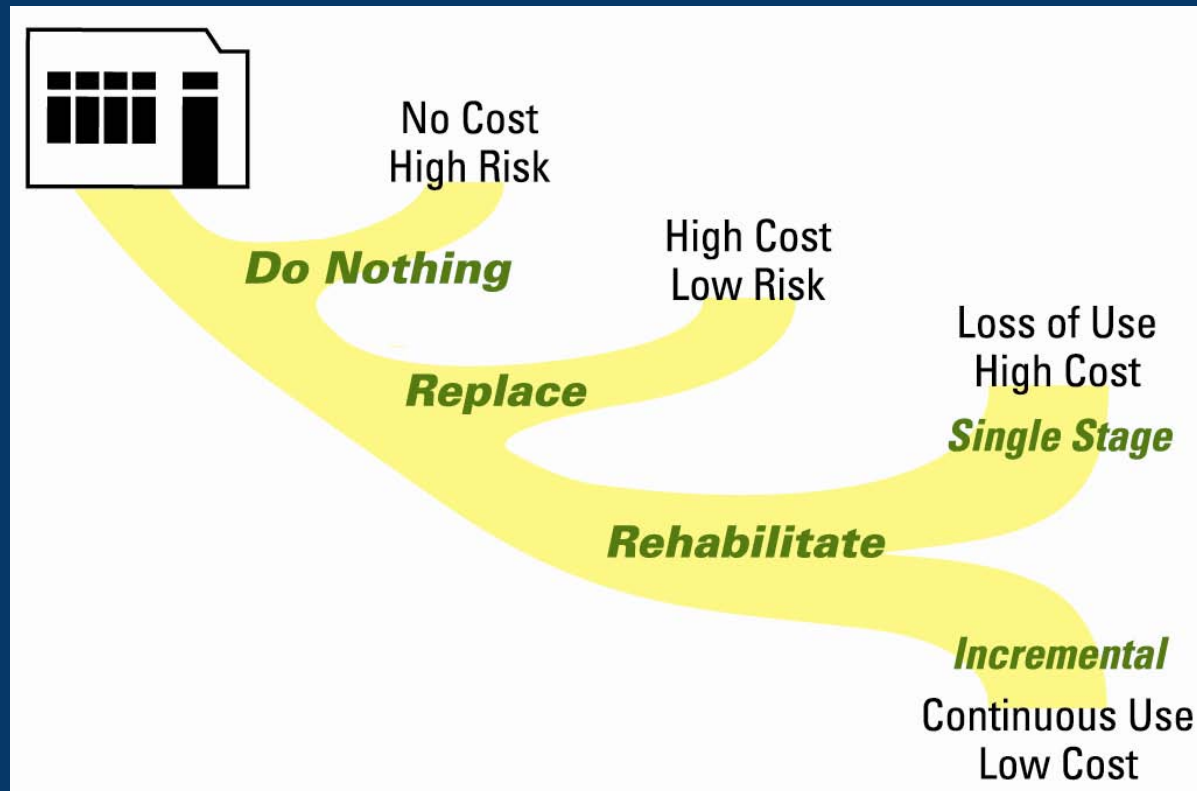 No Cost
High Risk
Do Nothing
High Cost
Low Risk
Replace
Loss of Use
High Cost
Single Stage
Rehabilitate
Incremental
Continuous Use
Low Cost